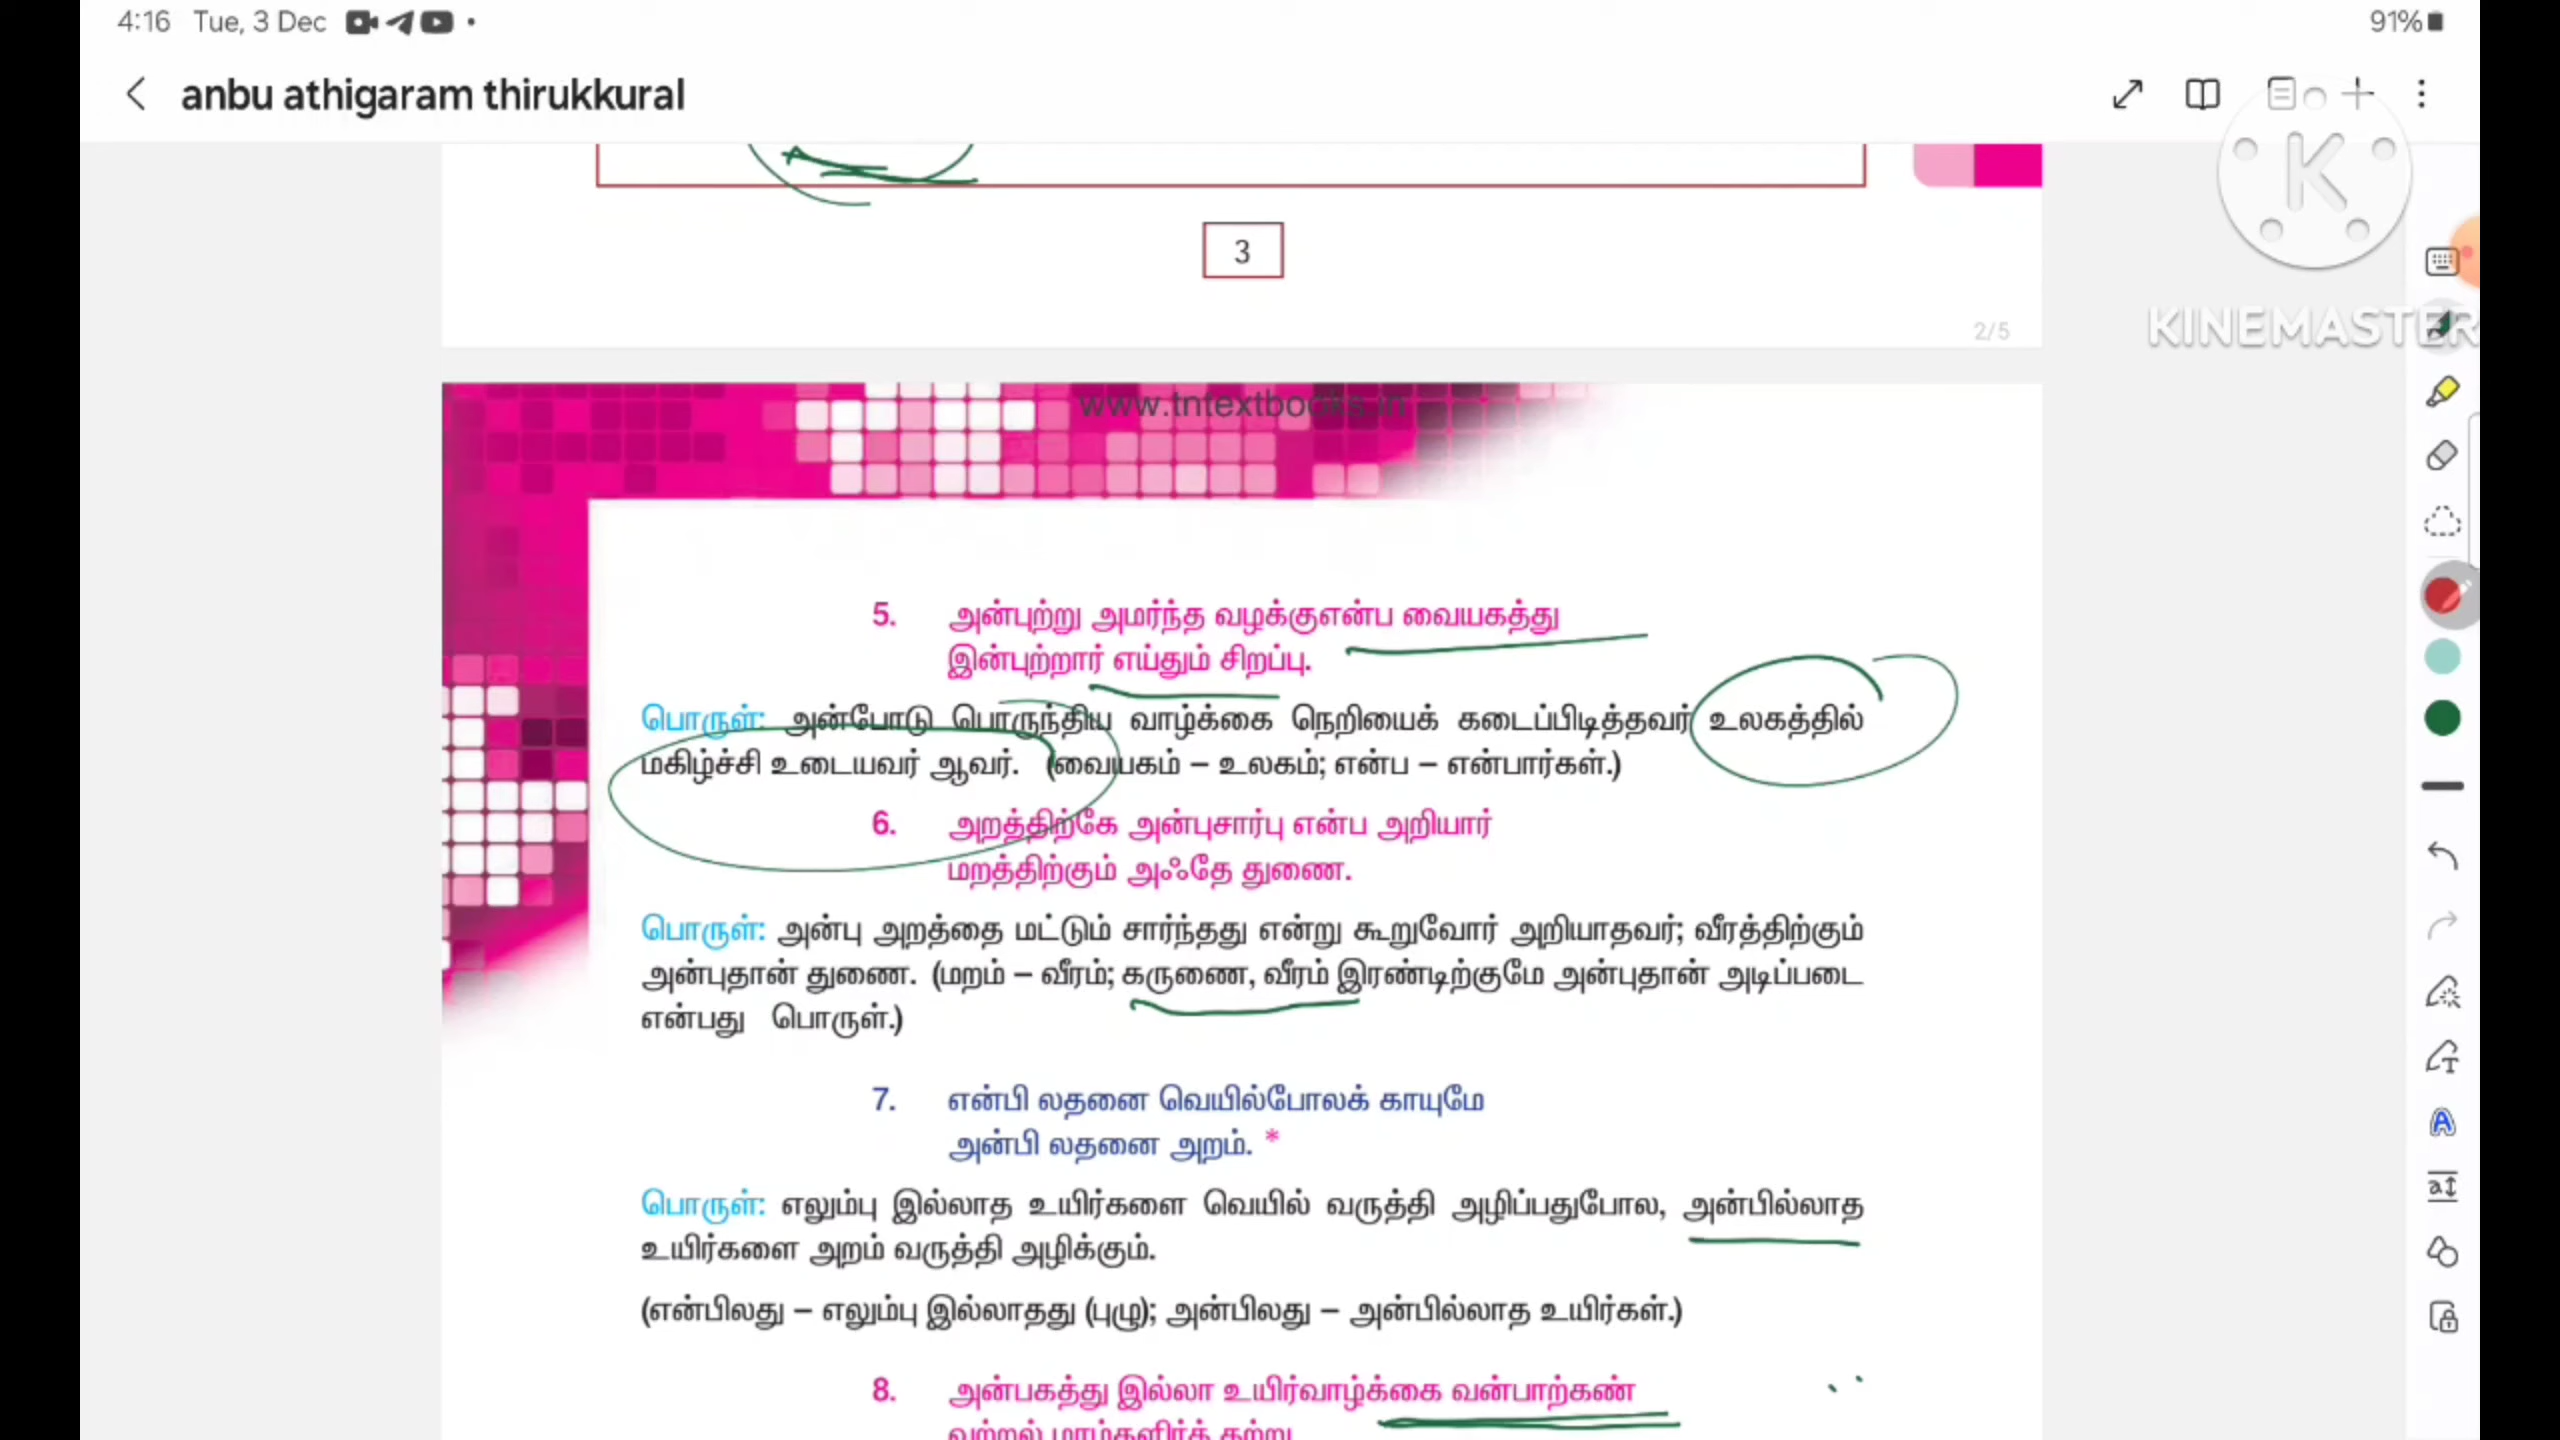 4:16 Tue, 3 Dec
91%
anbu athigaram thirukkural
K
KINEMASTER
3
2/5
www.tntextbooks.in
5. அன்புற்று அமர்ந்த வழக்குஎன்ப வையகத்து
இன்புற்றார் எய்தும் சிறப்பு.
பொருள்: அன்போடு பொருந்திய வாழ்க்கை நெறியைக் கடைப்பிடித்தவர் உலகத்தில்
மகிழ்ச்சி உடையவர் ஆவர். (வையகம் – உலகம்; என்ப – என்பார்கள்.)
6. அறத்திற்கே அன்புசார்பு என்ப அறியார்
மறத்திற்கும் அஃதே துணை.
பொருள்: அன்பு அறத்தை மட்டும் சார்ந்தது என்று கூறுவோர் அறியாதவர்; வீரத்திற்கும்
அன்புதான் துணை. (மறம் – வீரம்; கருணை, வீரம் இரண்டிற்குமே அன்புதான் அடிப்படை
என்பது பொருள்.)
7. என்பி லதனை வெயில்போலக் காயுமே
அன்பி லதனை அறம். *
பொருள்: எலும்பு இல்லாத உயிர்களை வெயில் வருத்தி அழிப்பதுபோல, அன்பில்லாத
உயிர்களை அறம் வருத்தி அழிக்கும்.
(என்பிலது – எலும்பு இல்லாதது (புழு); அன்பிலது – அன்பில்லாத உயிர்கள்.)
8. அன்பகத்து இல்லா உயிர்வாழ்க்கை வன்பாற்கண்